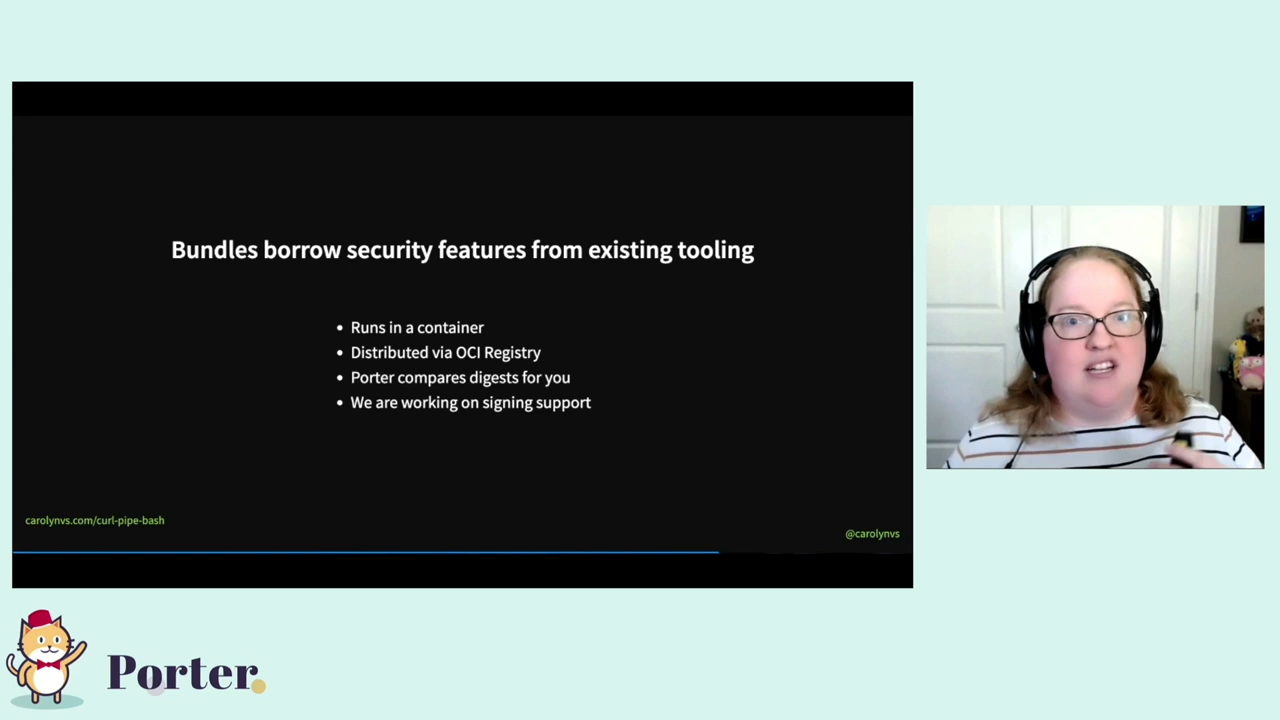 Bundles borrow security features from existing tooling
• Runs in a container
• Distributed via OCI Registry
• Porter compares digests for you
• We are working on signing support
carolynvs.com/curl-pipe-bash
@carolynvs
Porter.